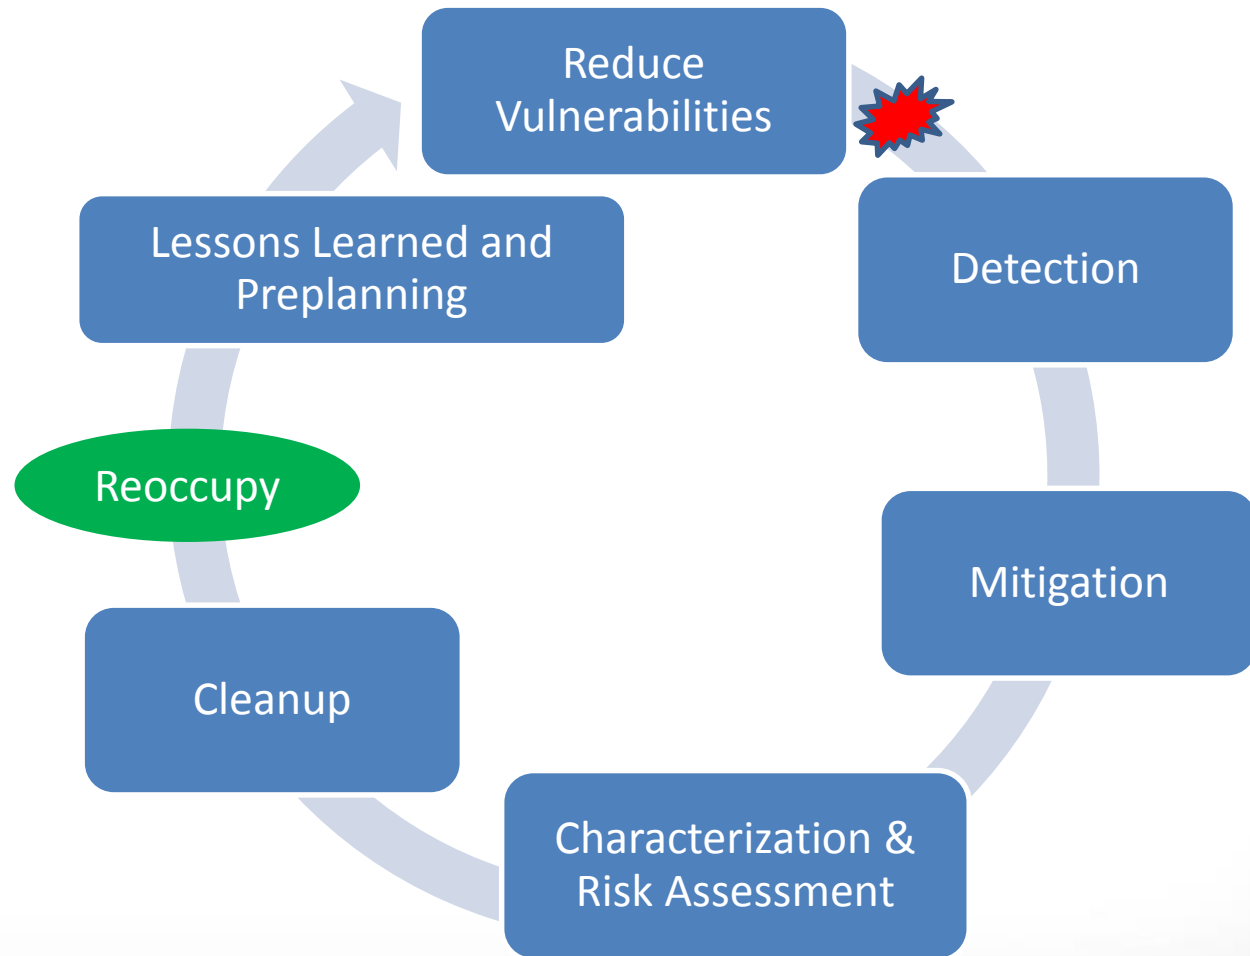 Reduce
Vulnerabilities
Detection
Mitigation
Characterization &
Risk Assessment
Cleanup
Reoccupy
Lessons Learned and
Preplanning